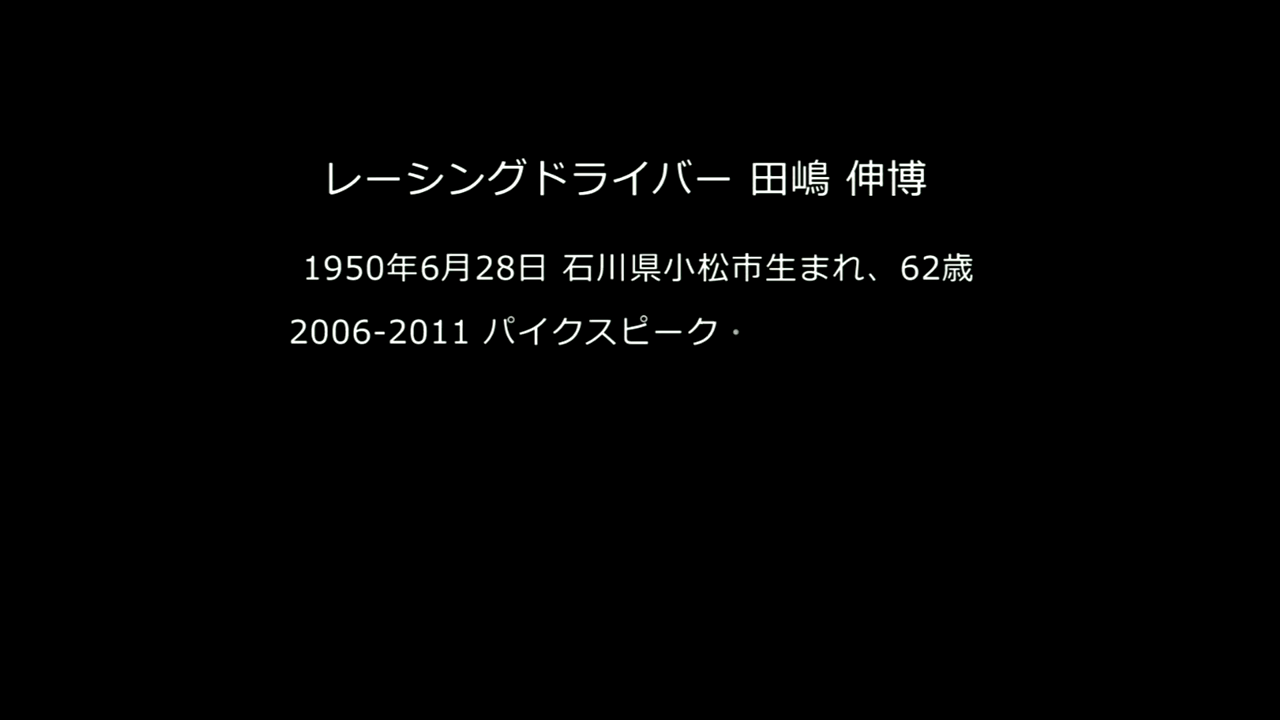 レーシングドライバー 田嶋 伸博
1950年6月28日 石川県小松市生まれ、62歳
2006-2011 パイクスピーク・